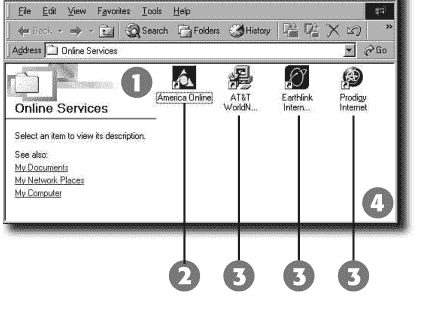 File Edit View Favorites Tools Help
Back Search Folders History »
Address Online Services Go
1
America Online
AT&T WorldN...
Earthlink Intern...
Prodigy Internet
Online Services
Select an item to view its description.
See also:
My Documents
My Network Places
My Computer
4
2 3 3 3